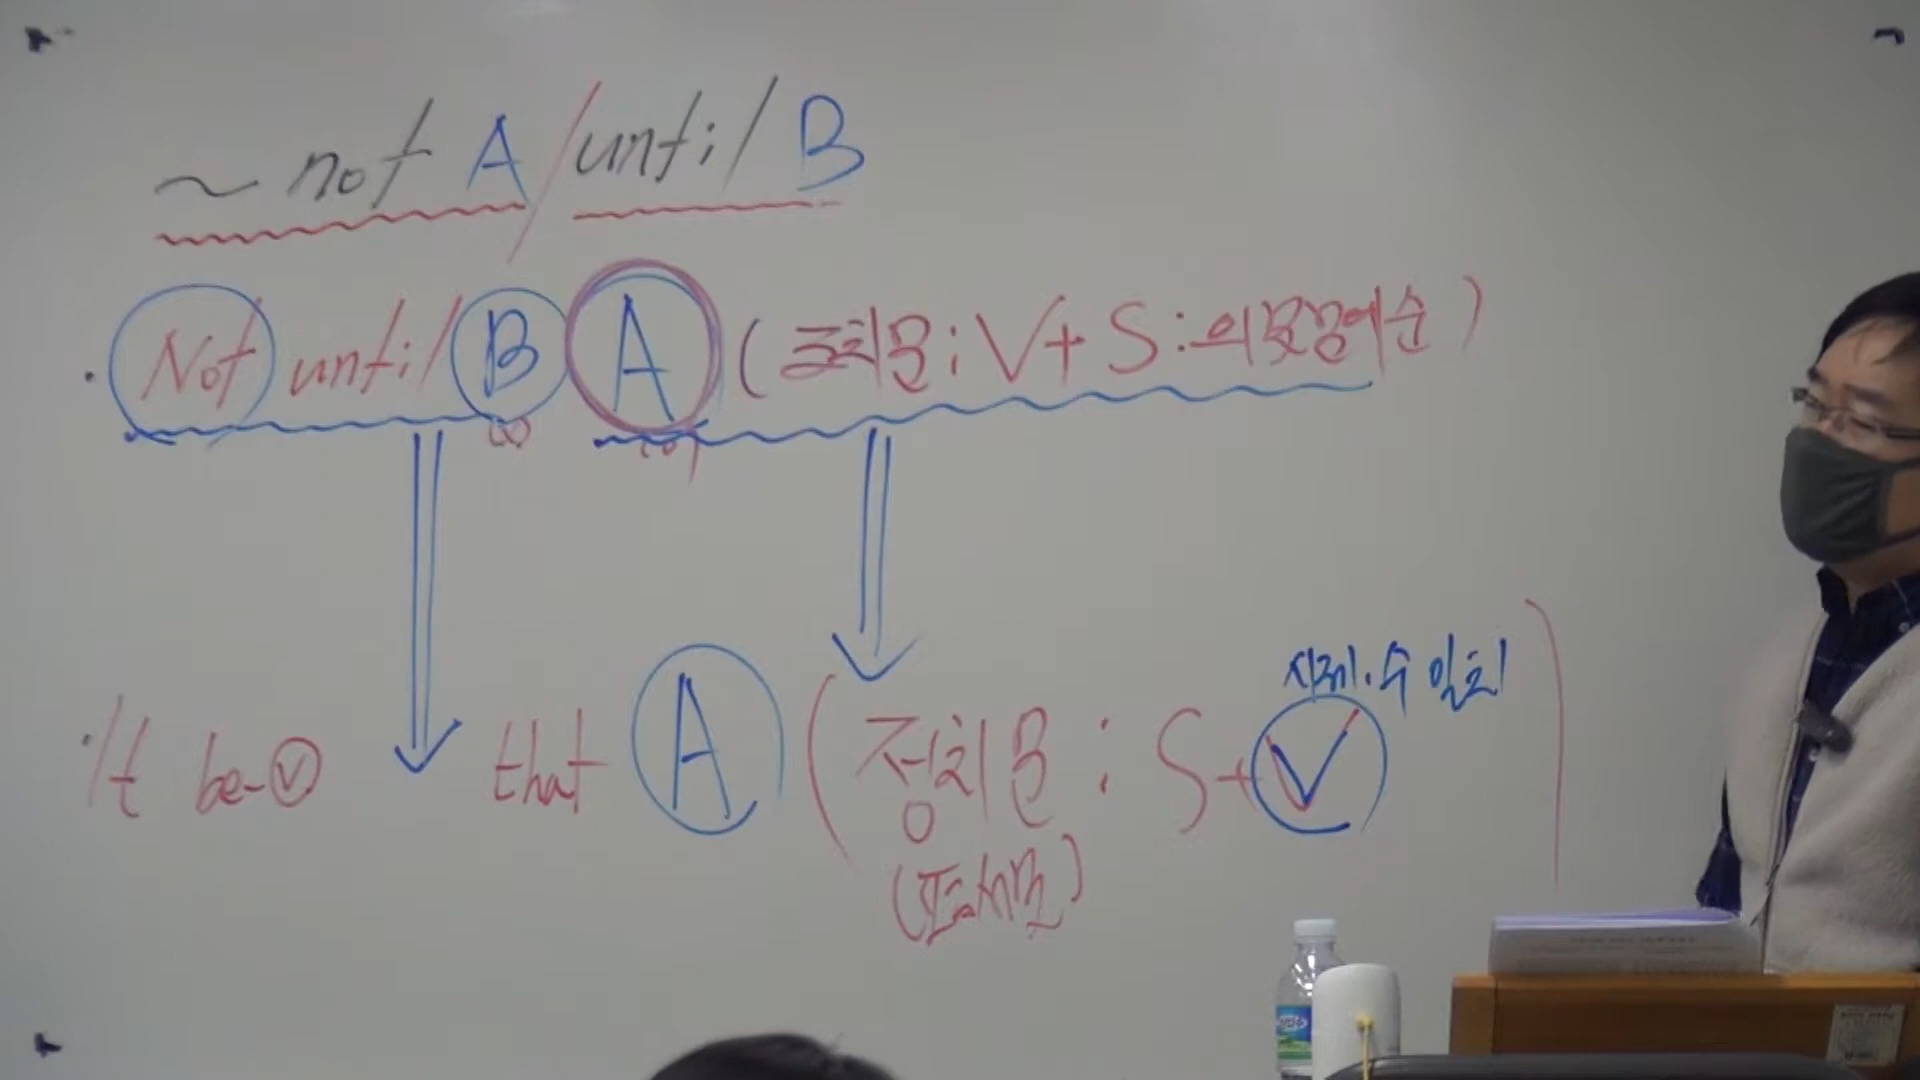 ~ not A / until B
· Not until B A (도치문 : V + S : 의문문어순)
(x) (o)
시제·수 일치
· It be-ⓥ that A (정치문 : S + V
(평서문)